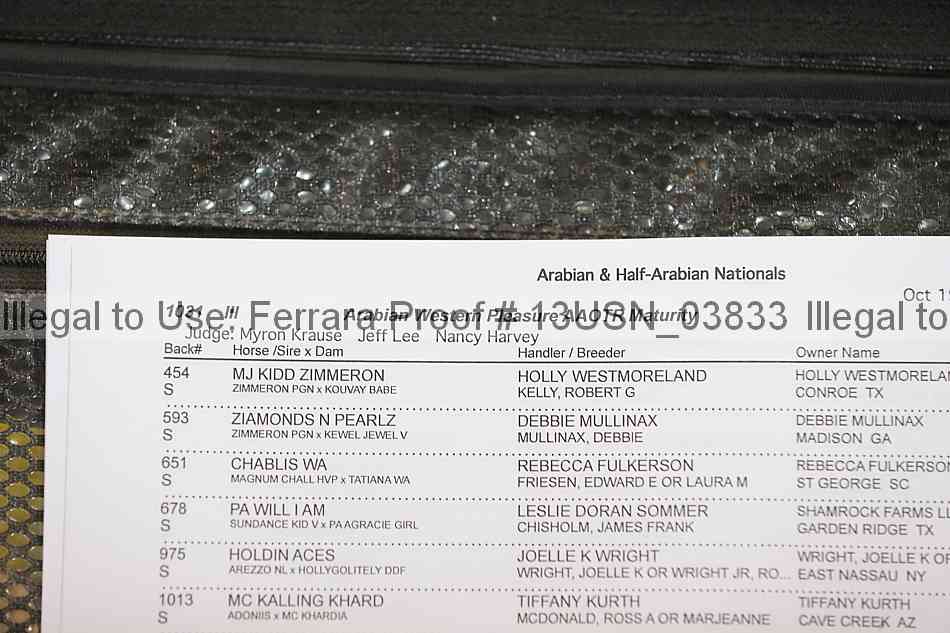 Arabian & Half-Arabian Nationals
Oct
1021 III Arabian Western Pleasure AAOTR Maturity
Illegal to Use, Ferrara Proof # 13USN_03833 Illegal to
Judge: Myron Krause Jeff Lee Nancy Harvey
Back# Horse /Sire x Dam Handler / Breeder Owner Name
454 MJ KIDD ZIMMERON HOLLY WESTMORELAND HOLLY
S ZIMMERON PGN x KOUVAY BABE KELLY, ROBERT G CONROE TX
593 ZIAMONDS N PEARLZ DEBBIE MULLINAX DEBBIE MULLINAX
S ZIMMERON PGN x KEWEL JEWEL V MULLINAX, DEBBIE MADISON GA
651 CHABLIS WA REBECCA FULKERSON REBECCA FULKERSON
S MAGNUM CHALL HVP x TATIANA WA FRIESEN, EDWARD E OR LAURA M ST GEORGE SC
678 PA WILL I AM LESLIE DORAN SOMMER SHAMROCK FARMS
S SUNDANCE KID V x PA AGRACIE GIRL CHISHOLM, JAMES FRANK GARDEN RIDGE TX
975 HOLDIN ACES JOELLE K WRIGHT WRIGHT, JOELLE K OR
S AREZZO NL x HOLLYGOLITELY DDF WRIGHT, JOELLE K OR WRIGHT JR, RO... EAST NASSAU NY
1013 MC KALLING KHARD TIFFANY KURTH TIFFANY KURTH
S ADONIIS x MC KHARDIA MCDONALD, ROSS A OR MARJEANNE CAVE CREEK AZ